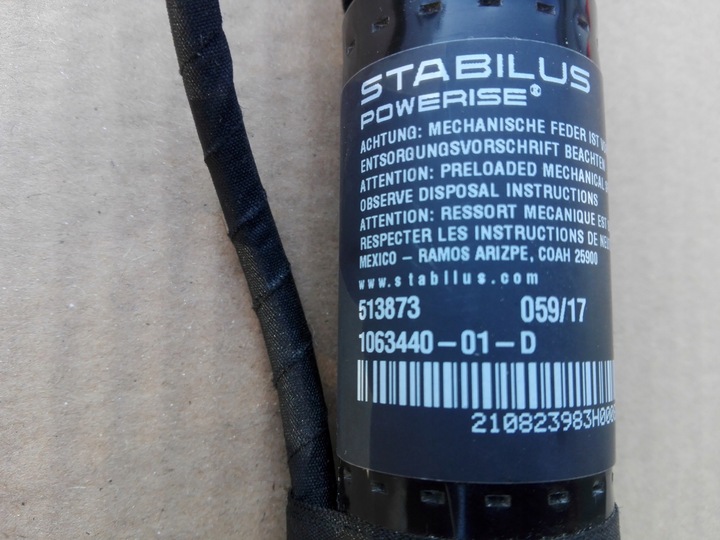 STABILUS
POWERISE®
ACHTUNG: MECHANISCHE FEDER IST
ENTSORGUNGSVORSCHRIFT BEACHTEN
ATTENTION: PRELOADED MECHANICAL
OBSERVE DISPOSAL INSTRUCTIONS
ATTENTION: RESSORT MECANIQUE EST
RESPECTER LES INSTRUCTIONS DE
MEXICO – RAMOS ARIZPE, COAH 25900
www.stabilus.com
513873 059/17
1063440-01-D
210823983H000